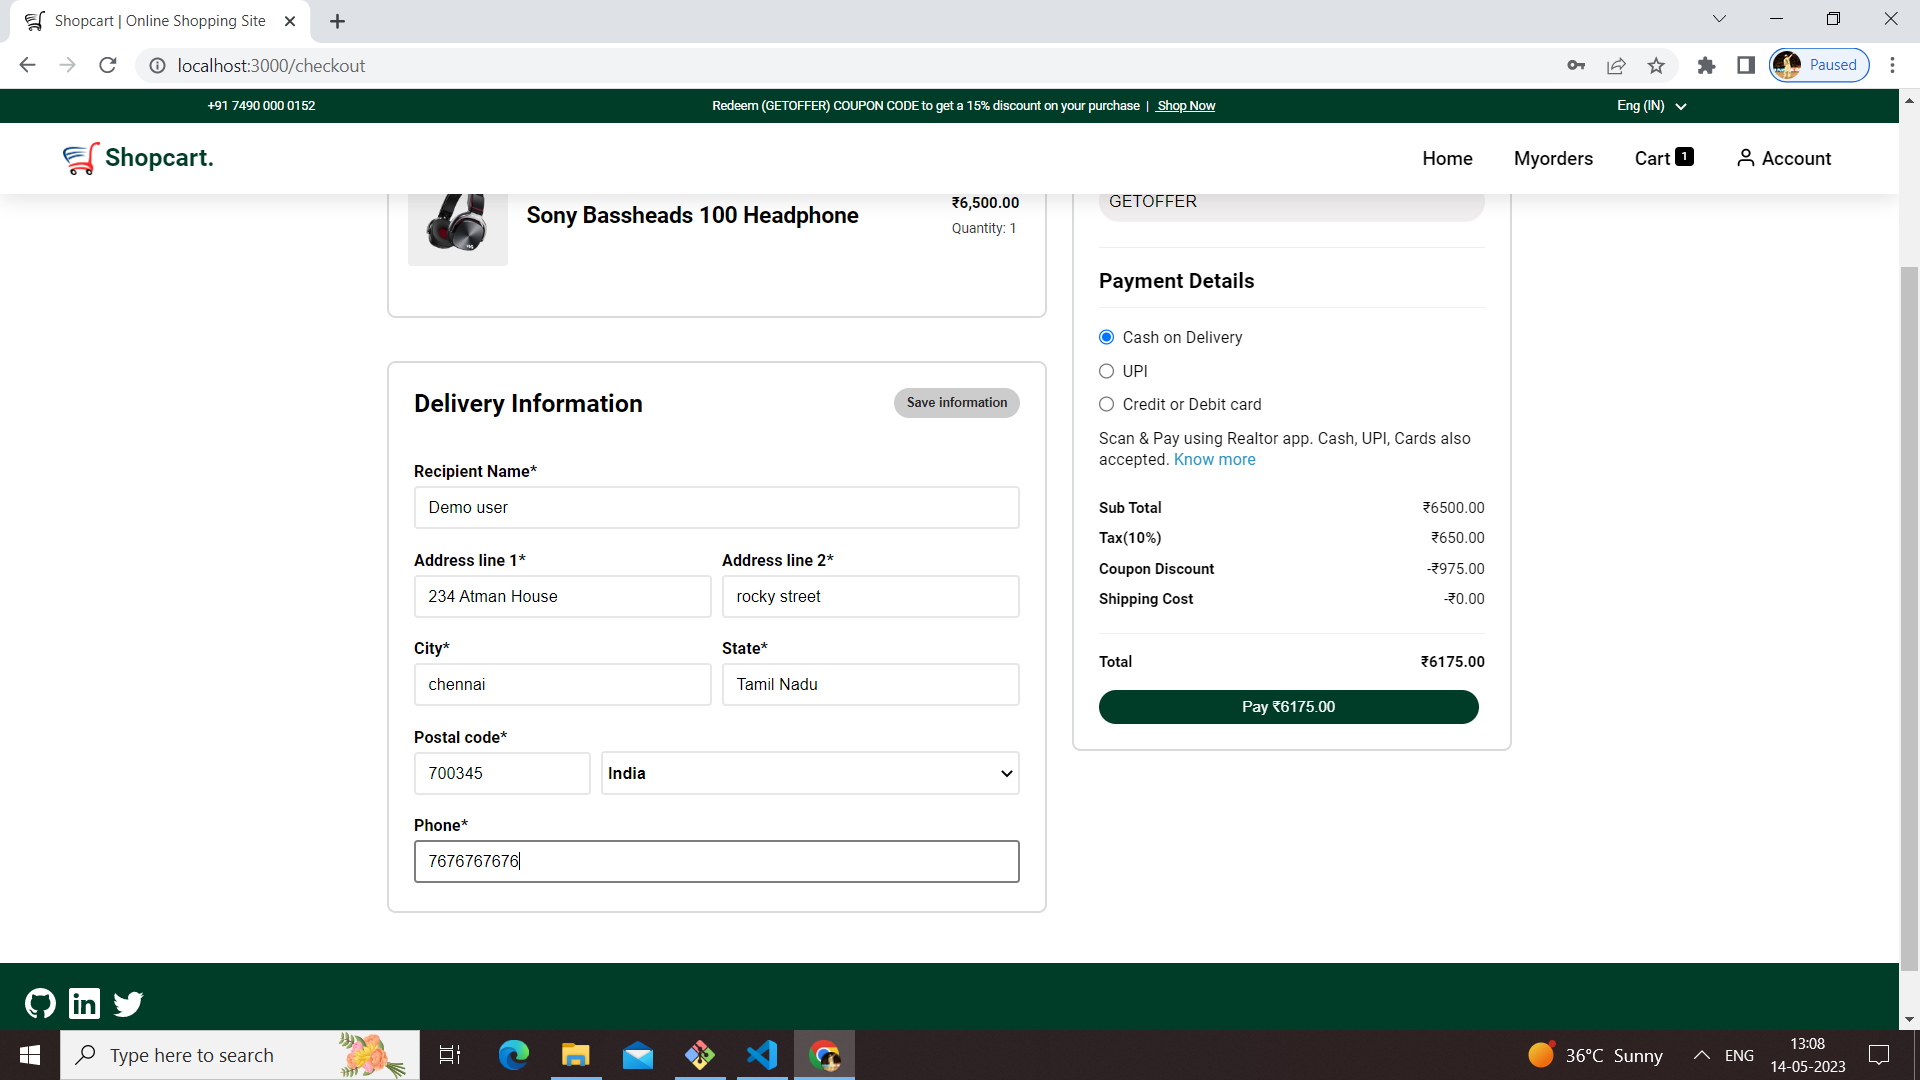 Shopcart | Online Shopping Site
localhost:3000/checkout
Paused
+91 7490 000 0152
Redeem (GETOFFER) COUPON CODE to get a 15% discount on your purchase | Shop Now
Eng (IN)
Shopcart.
Home
Myorders
Cart 1
Account
Sony Bassheads 100 Headphone
₹6,500.00
Quantity: 1
Delivery Information
Save information
Recipient Name*
Demo user
Address line 1*
Address line 2*
234 Atman House
rocky street
City*
State*
chennai
Tamil Nadu
Postal code*
700345
India
Phone*
7676767676
GETOFFER
Payment Details
Cash on Delivery
UPI
Credit or Debit card
Scan & Pay using Realtor app. Cash, UPI, Cards also
accepted. Know more
Sub Total ₹6500.00
Tax(10%) ₹650.00
Coupon Discount -₹975.00
Shipping Cost -₹0.00
Total ₹6175.00
Pay ₹6175.00
in
Type here to search
36°C Sunny
ENG
13:08
14-05-2023